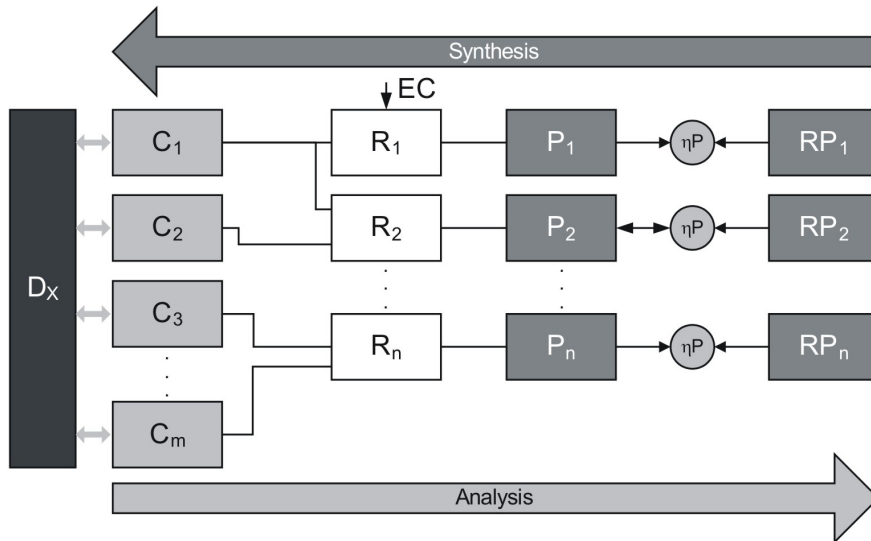 Synthesis
EC
C₁ R₁ P₁ ηP RP₁
C₂ R₂ P₂ ηP RP₂
Dₓ
C₃
Rₙ Pₙ ηP RPₙ
Cₘ
Analysis